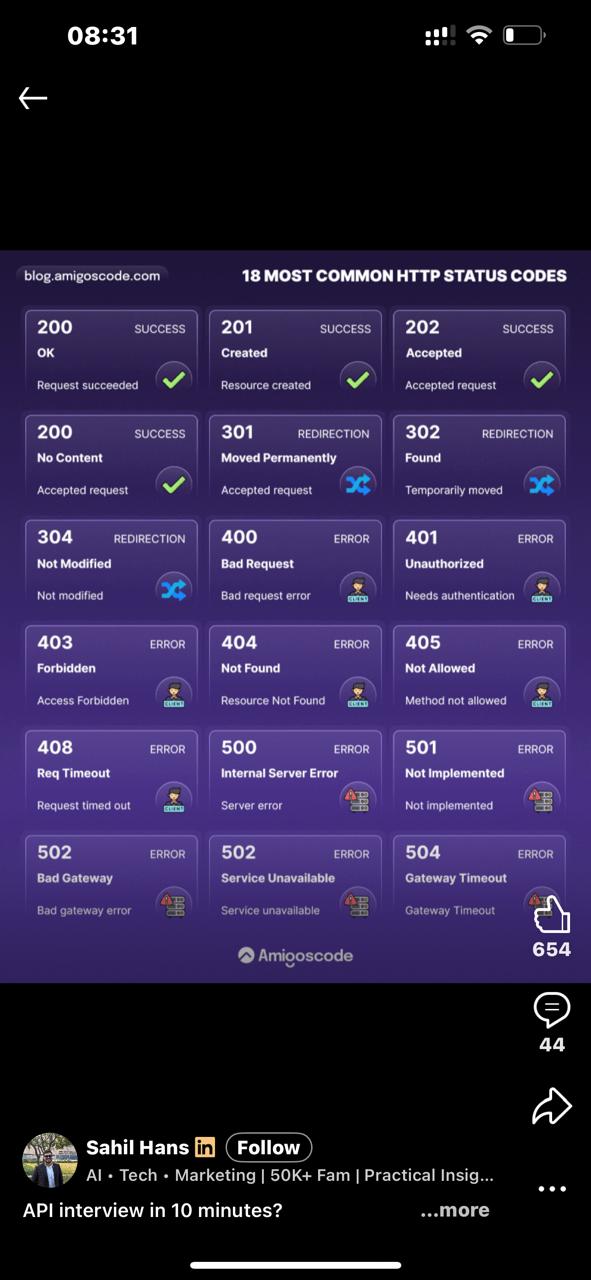 08:31
blog.amigoscode.com
18 MOST COMMON HTTP STATUS CODES
200 SUCCESS
OK
Request succeeded
201 SUCCESS
Created
Resource created
202 SUCCESS
Accepted
Accepted request
200 SUCCESS
No Content
Accepted request
301 REDIRECTION
Moved Permanently
Accepted request
302 REDIRECTION
Found
Temporarily moved
304 REDIRECTION
Not Modified
Not modified
400 ERROR
Bad Request
Bad request error
CLIENT
401 ERROR
Unauthorized
Needs authentication
CLIENT
403 ERROR
Forbidden
Access Forbidden
CLIENT
404 ERROR
Not Found
Resource Not Found
CLIENT
405 ERROR
Not Allowed
Method not allowed
CLIENT
408 ERROR
Req Timeout
Request timed out
CLIENT
500 ERROR
Internal Server Error
Server error
501 ERROR
Not Implemented
Not implemented
502 ERROR
Bad Gateway
Bad gateway error
502 ERROR
Service Unavailable
Service unavailable
504 ERROR
Gateway Timeout
Gateway Timeout
Amigoscode
654
44
Sahil Hans in Follow
AI • Tech • Marketing | 50K+ Fam | Practical Insig...
API interview in 10 minutes? ...more